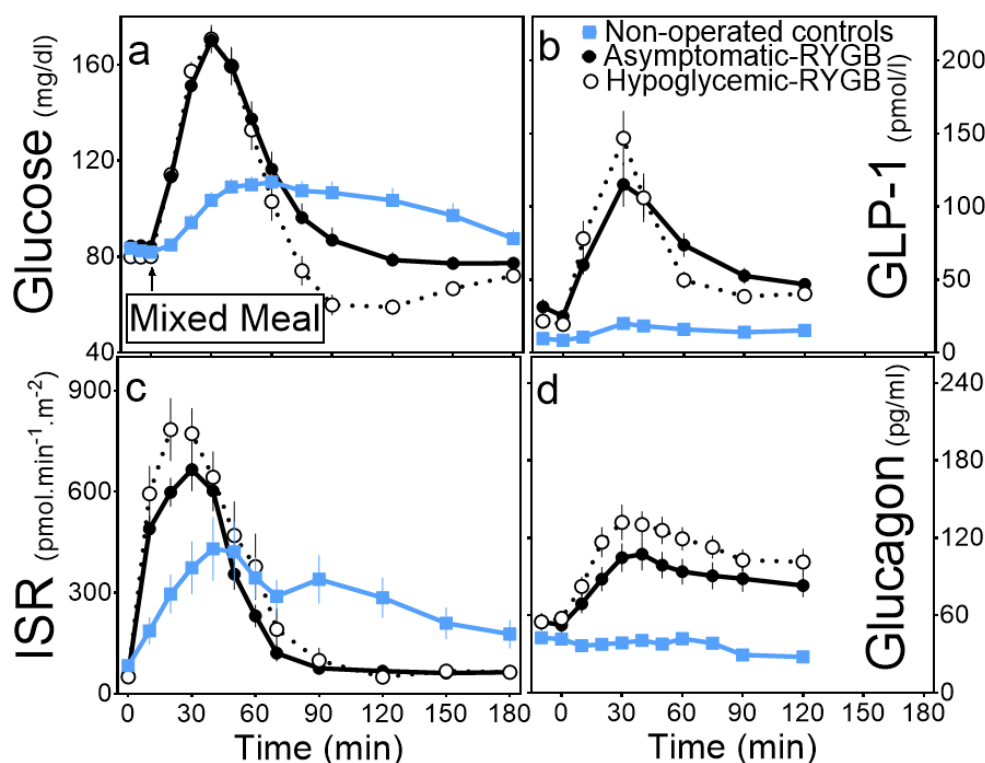 a
Glucose (mg/dl)
160
120
80
40
Mixed Meal
b
Non-operated controls
Asymptomatic-RYGB
Hypoglycemic-RYGB
GLP-1 (pmol/l)
200
150
100
50
0
c
ISR (pmol.min⁻¹.m⁻²)
900
600
300
0
0 30 60 90 120 150 180
Time (min)
d
Glucagon (pg/ml)
240
180
120
60
0
0 30 60 90 120 150 180
Time (min)